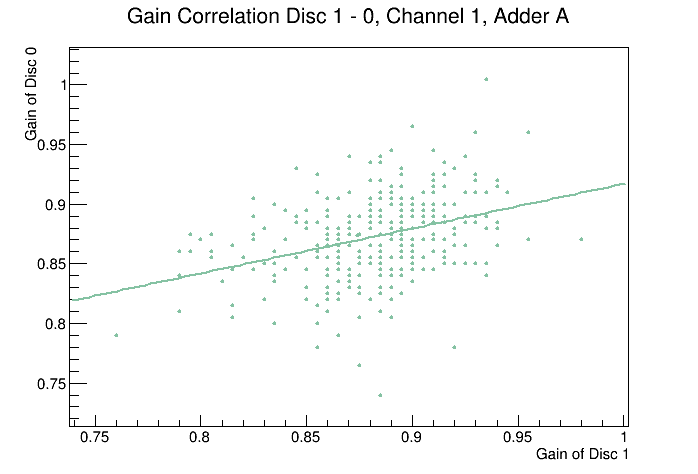 Gain Correlation Disc 1 - 0, Channel 1, Adder A
Gain of Disc 0
1
0.95
0.9
0.85
0.8
0.75
0.75 0.8 0.85 0.9 0.95 1
Gain of Disc 1